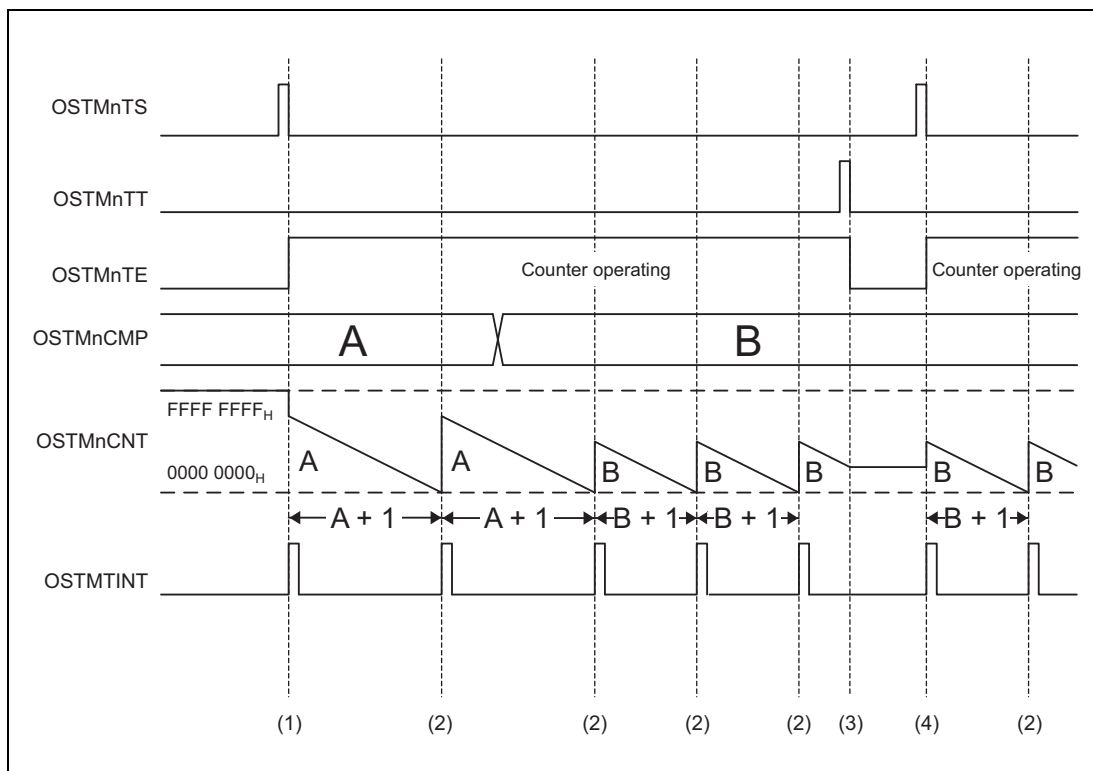 OSTMnTS
OSTMnTT
OSTMnTE
Counter operating
Counter operating
OSTMnCMP
A
B
FFFF FFFFH
OSTMnCNT
0000 0000H
A
A
B
B
B
B
B
A + 1
A + 1
B + 1
B + 1
B + 1
OSTMTINT
(1)
(2)
(2)
(2)
(2)
(3)
(4)
(2)